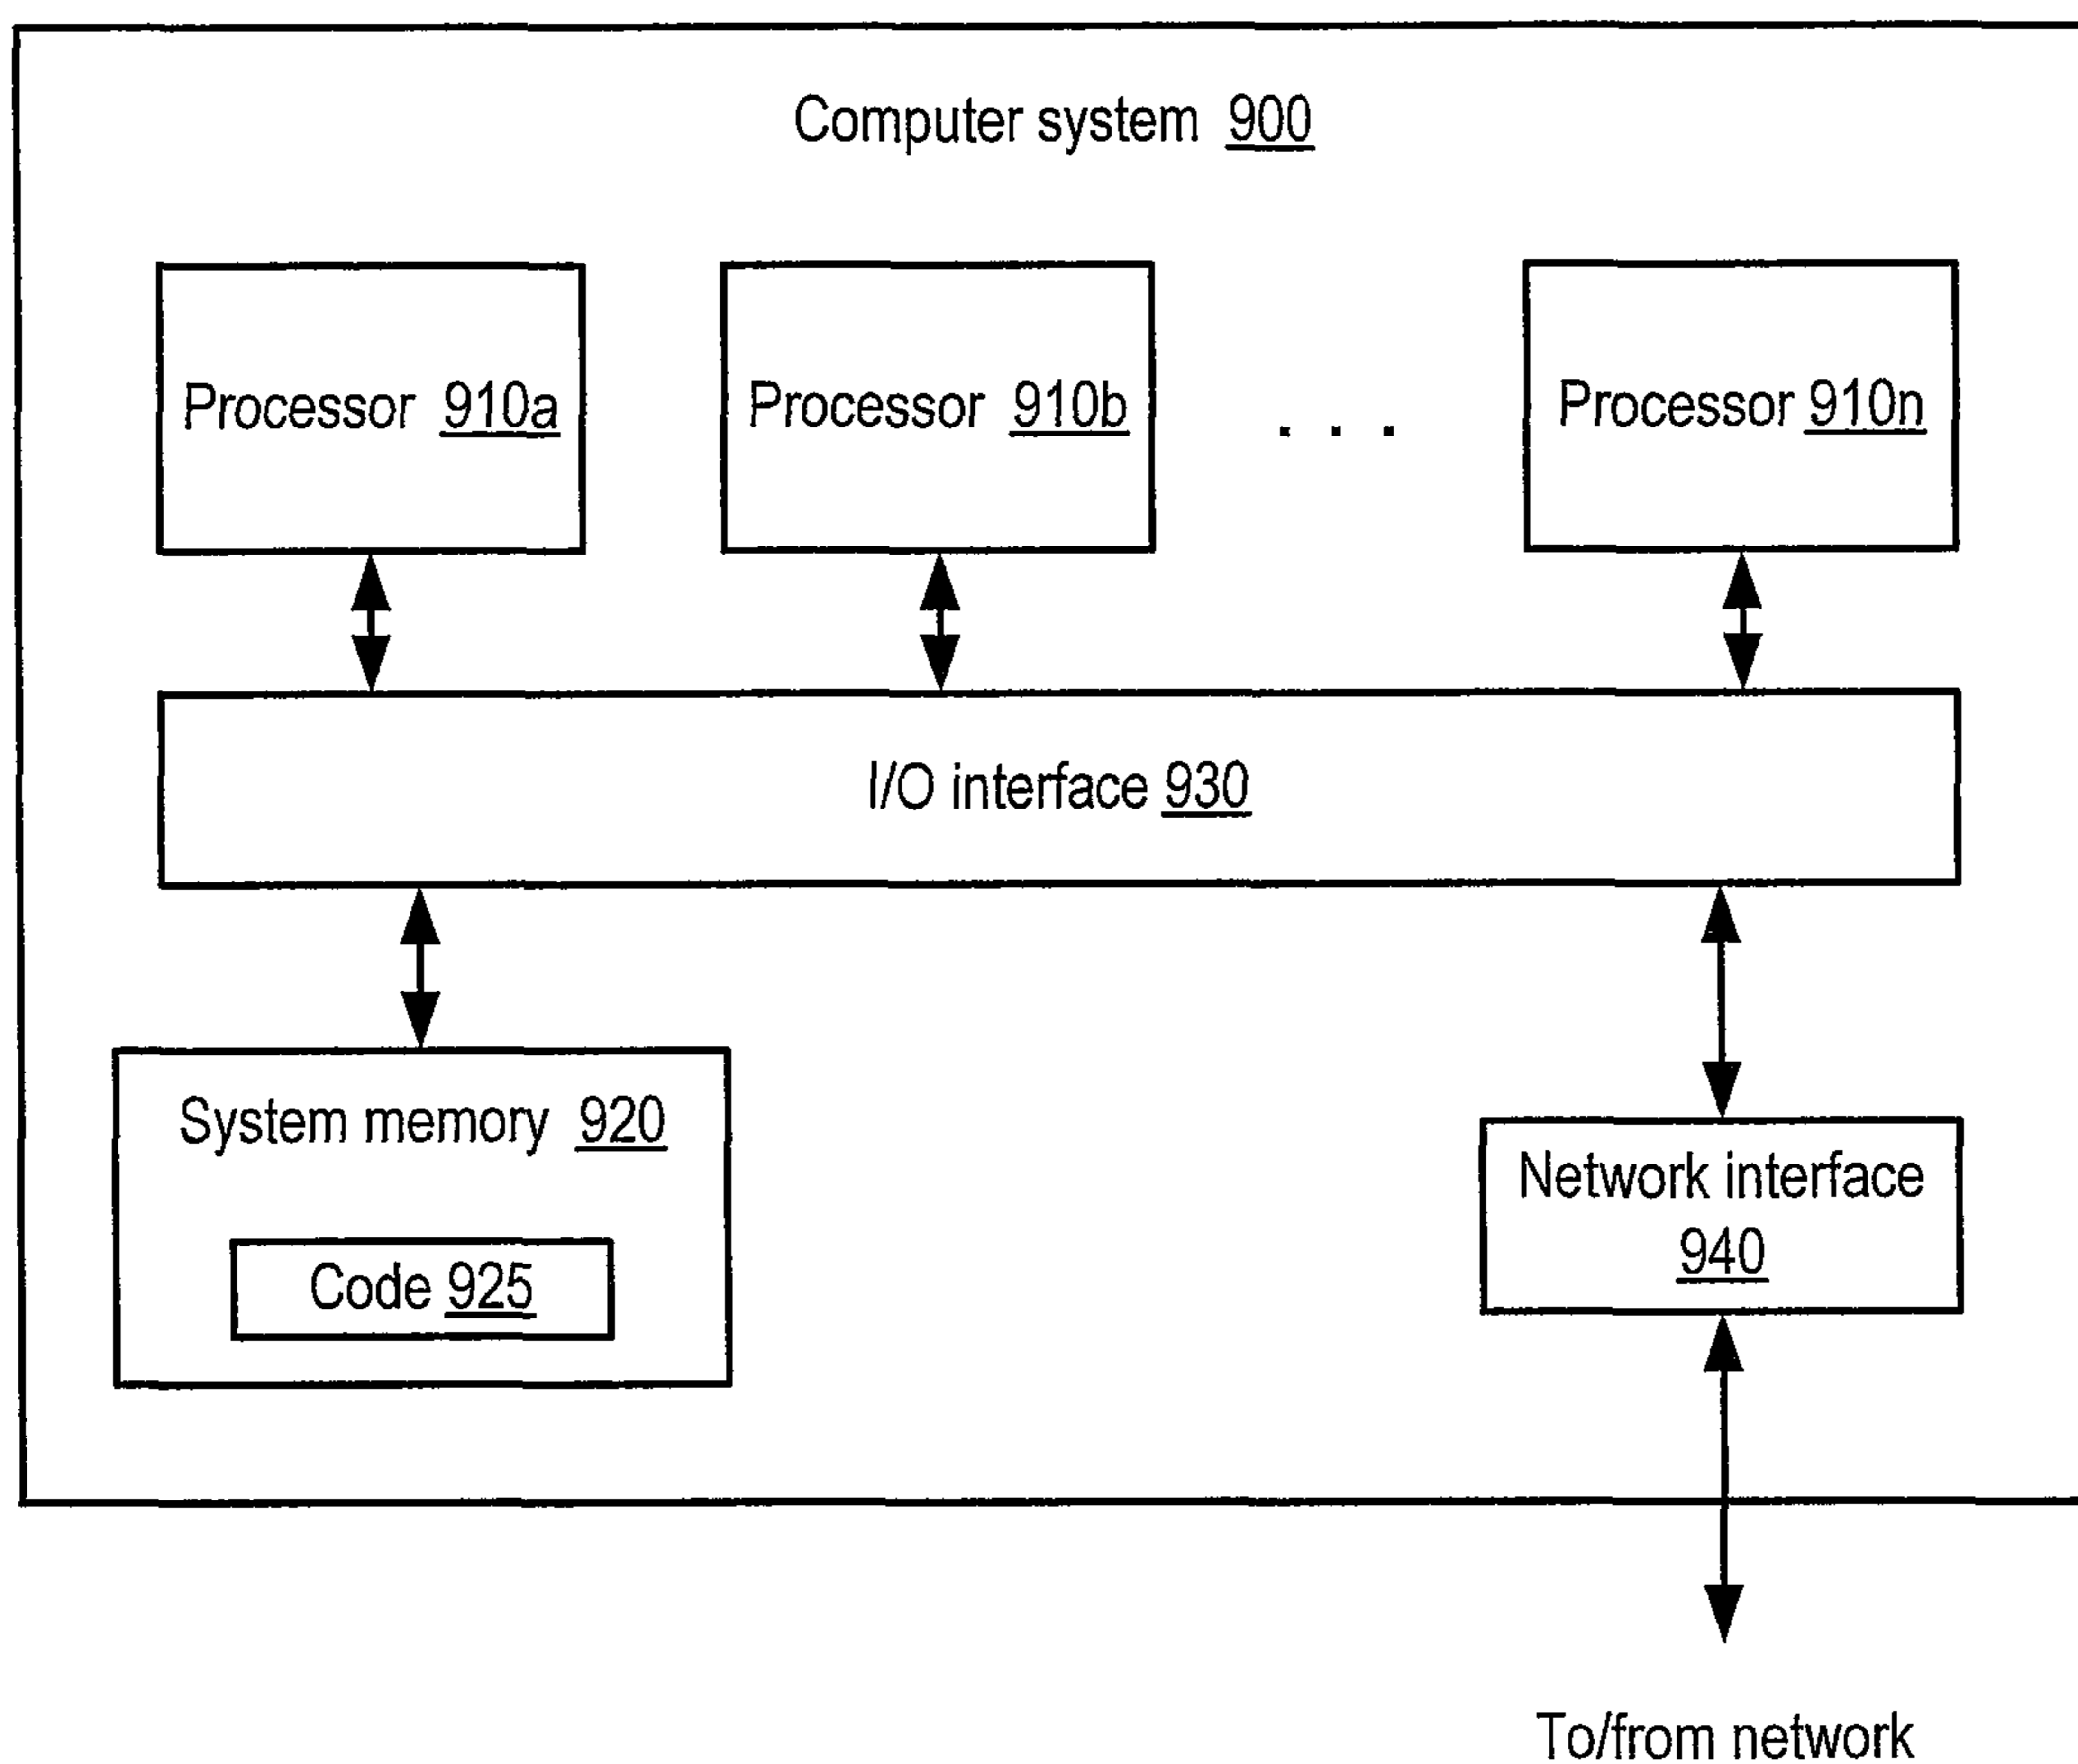 Computer system 900
Processor 910a
Processor 910b
. . .
Processor 910n
I/O interface 930
System memory 920
Code 925
Network interface
940
To/from network